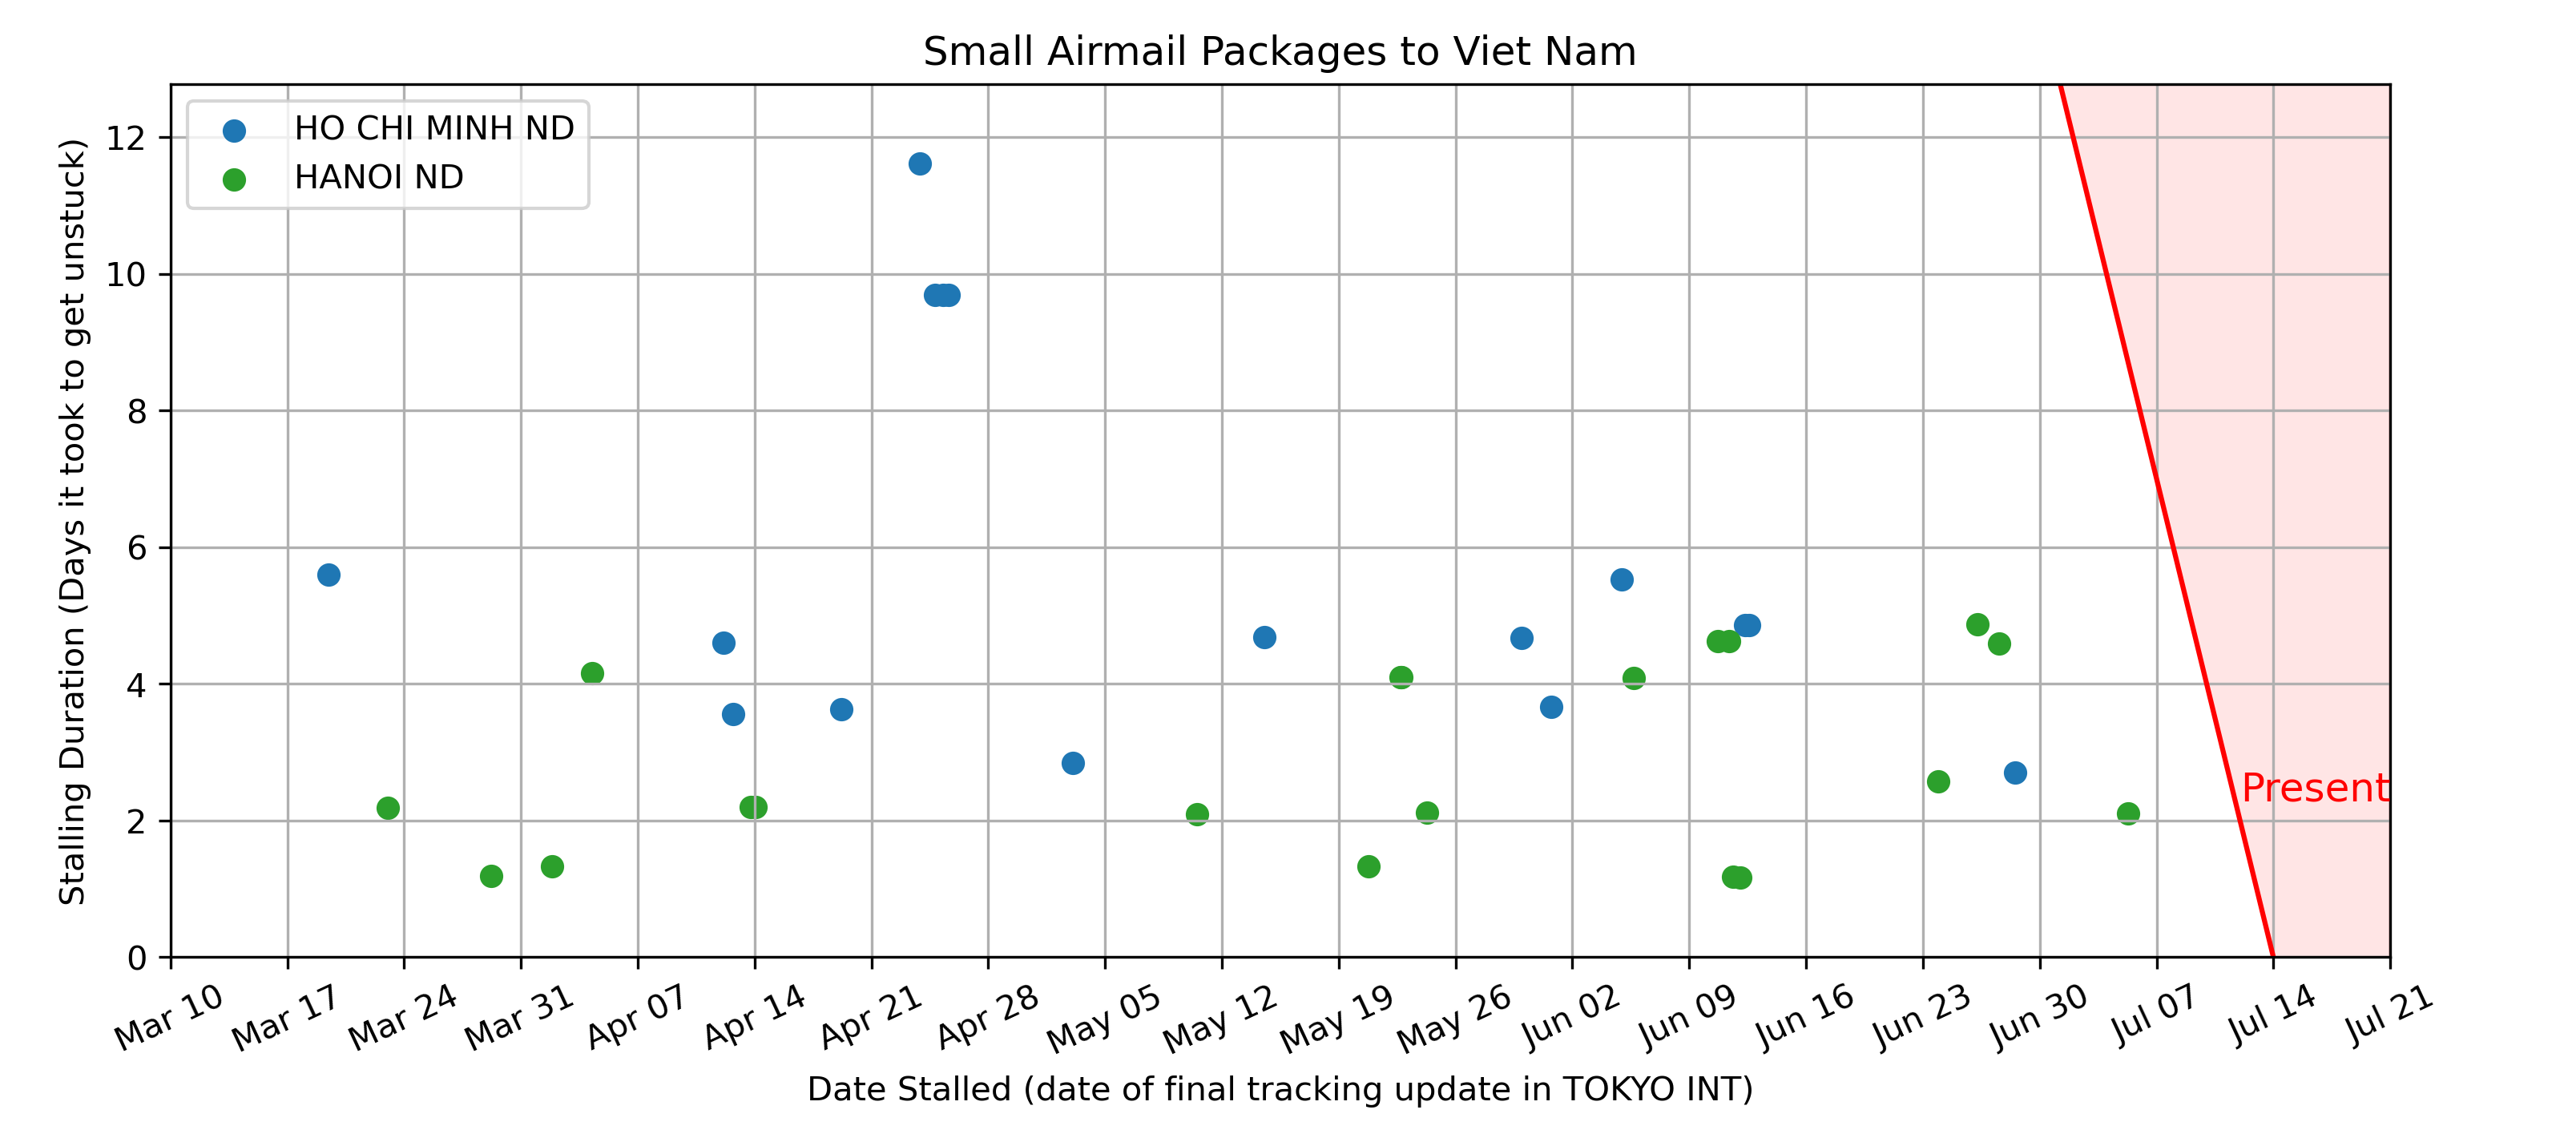 Small Airmail Packages to Viet Nam
HO CHI MINH ND
HANOI ND
Stalling Duration (Days it took to get unstuck)
12
10
8
6
4
2
0
Present
Mar 10
Mar 17
Mar 24
Mar 31
Apr 07
Apr 14
Apr 21
Apr 28
May 05
May 12
May 19
May 26
Jun 02
Jun 09
Jun 16
Jun 23
Jun 30
Jul 07
Jul 14
Jul 21
Date Stalled (date of final tracking update in TOKYO INT)